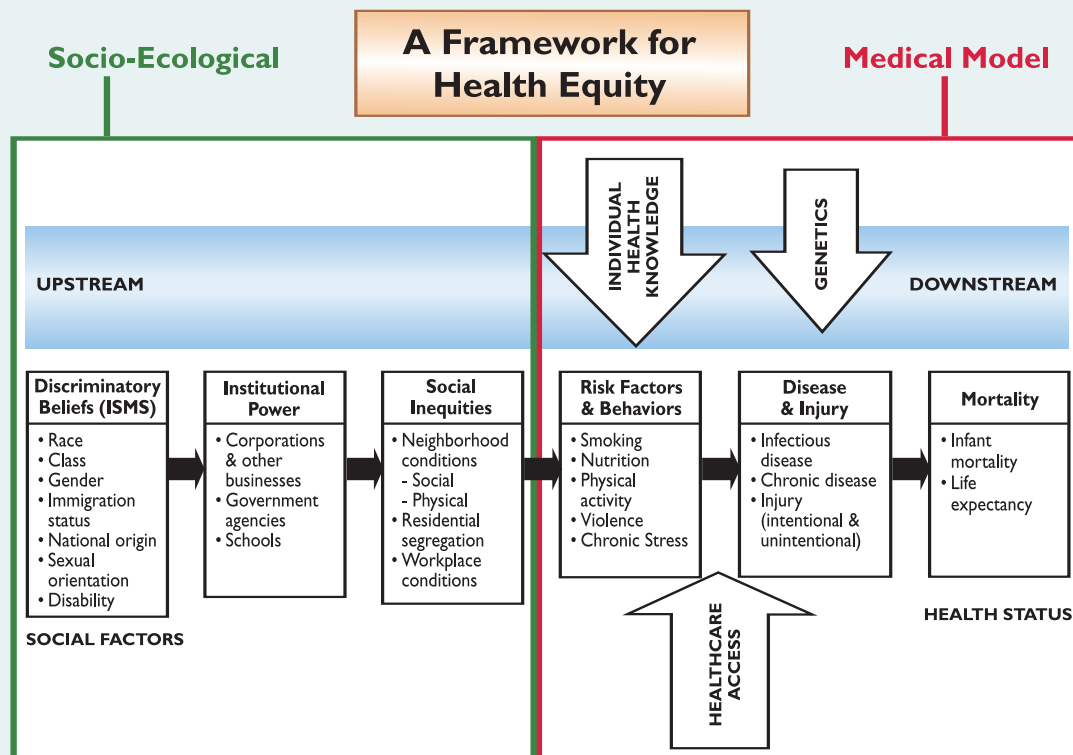 A Framework for
Health Equity
Socio-Ecological
Medical Model
UPSTREAM
INDIVIDUAL
HEALTH
KNOWLEDGE
GENETICS
DOWNSTREAM
Discriminatory
Beliefs (ISMS)
• Race
• Class
• Gender
• Immigration
status
• National origin
• Sexual
orientation
• Disability
Institutional
Power
• Corporations
& other
businesses
• Government
agencies
• Schools
Social
Inequities
• Neighborhood
conditions
- Social
- Physical
• Residential
segregation
• Workplace
conditions
Risk Factors
& Behaviors
• Smoking
• Nutrition
• Physical
activity
• Violence
• Chronic Stress
Disease
& Injury
• Infectious
disease
• Chronic disease
• Injury
(intentional &
unintentional)
Mortality
• Infant
mortality
• Life
expectancy
SOCIAL FACTORS
HEALTHCARE
ACCESS
HEALTH STATUS